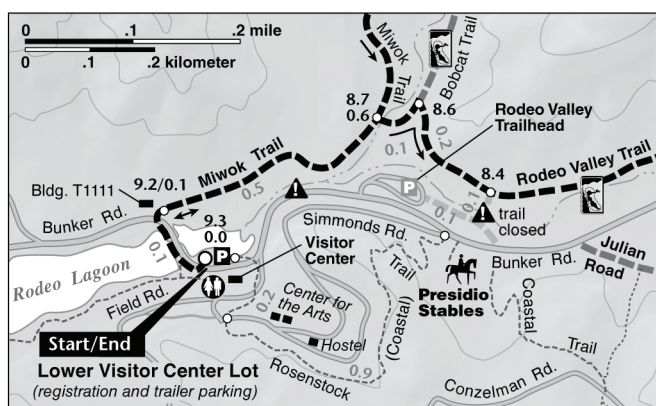 0 .1 .2 mile
0 .1 .2 kilometer
Miwok
Trail
Bobcat Trail
8.7
0.6
8.6
0.1
0.2
Rodeo Valley
Trailhead
P
8.4
Rodeo Valley Trail
0.1
0.1
trail
closed
Miwok Trail
0.5
9.2/0.1
Bldg. T1111
Bunker Rd.
0.1
9.3
0.0
P
Visitor
Center
Simmonds Rd.
Trail
(Coastal)
Presidio
Stables
Bunker Rd.
Julian
Road
Coastal
Trail
Rodeo Lagoon
Field Rd.
0.2
Center for
the Arts
Hostel
0.9
Rosenstock
Conzelman Rd.
Start/End
Lower Visitor Center Lot
(registration and trailer parking)